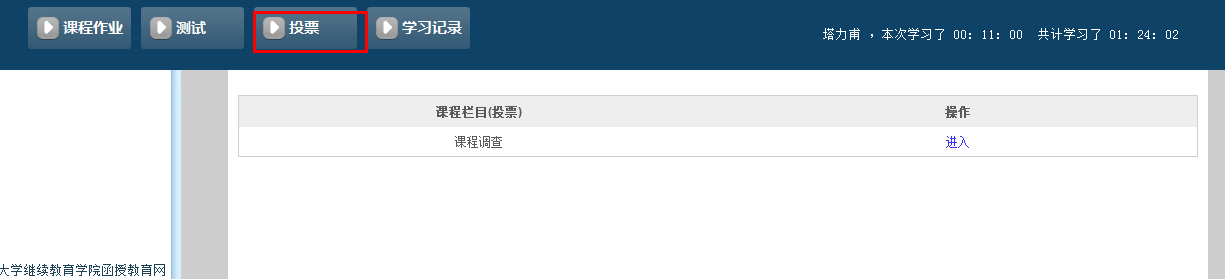 课程作业 测试 投票 学习记录
塔力甫 ，本次学习了 00: 11: 00 共计学习了 01: 24: 02
课程栏目(投票) 操作
课程调查 进入
大学继续教育学院函授教育网